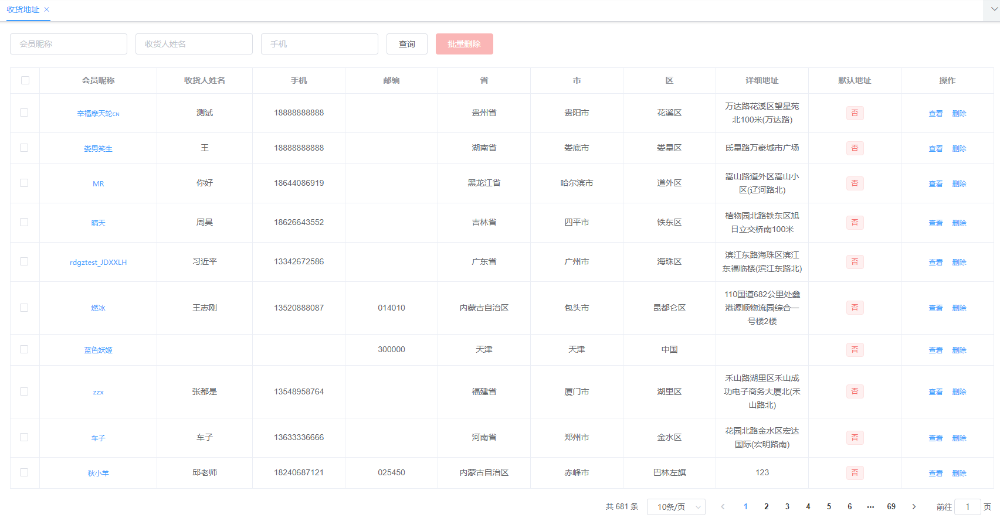 收货地址 ×
会员昵称 收货人姓名 手机 查询 批量删除
会员昵称 收货人姓名 手机 邮编 省 市 区 详细地址 默认地址 操作
辛福摩天轮CN 测试 18888888888 贵州省 贵阳市 花溪区 万达路花溪区望星苑 否 查看 删除
北100米(万达路)
娄男笑生 王 18888888888 湖南省 娄底市 娄星区 氐星路万豪城市广场 否 查看 删除
MR 你好 18644086919 黑龙江省 哈尔滨市 道外区 嵩山路道外区嵩山小 否 查看 删除
区(辽河路北)
晴天 周昊 18626643552 吉林省 四平市 铁东区 植物园北路铁东区旭 否 查看 删除
日立交桥南100米
rdgztest_JDXXLH 习近平 13342672586 广东省 广州市 海珠区 滨江东路海珠区滨江 否 查看 删除
东福临楼(滨江东路北)
燃冰 王志刚 13520888087 014010 内蒙古自治区 包头市 昆都仑区 110国道682公里处鑫 否 查看 删除
港源顺物流园综合一
号楼2楼
蓝色妖姬 300000 天津 天津 中国 否 查看 删除
zzx 张都是 13548958764 福建省 厦门市 湖里区 禾山路湖里区禾山成 否 查看 删除
功电子商务大厦北(禾
山路北)
车子 车子 13633336666 河南省 郑州市 金水区 花园北路金水区宏达 否 查看 删除
国际(宏明路南)
秋小羊 邱老师 18240687121 025450 内蒙古自治区 赤峰市 巴林左旗 123 否 查看 删除
共 681 条 10条/页 1 2 3 4 5 6 ··· 69 前往 1 页